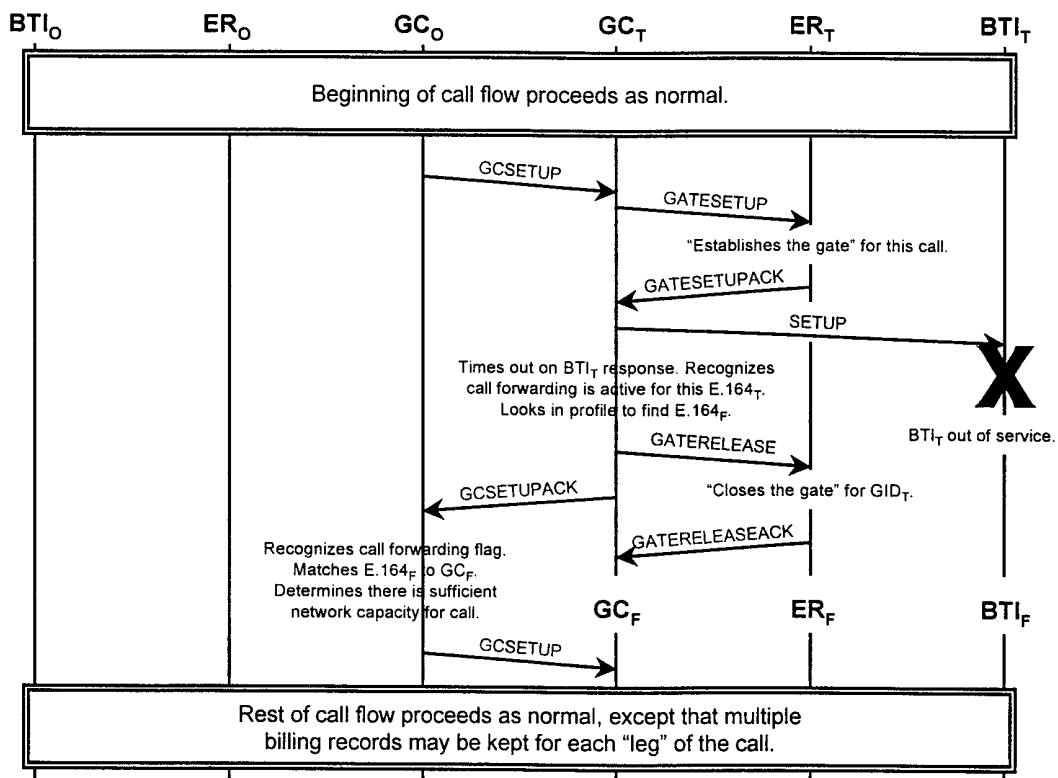 BTIO ERO GCO GCT ERT BTIT
Beginning of call flow proceeds as normal.
GCSETUP
GATESETUP
“Establishes the gate” for this call.
GATESETUPACK
SETUP
Times out on BTIT response. Recognizes
call forwarding is active for this E.164T.
Looks in profile to find E.164F.
BTIT out of service.
GATERELEASE
“Closes the gate” for GIDT.
GCSETUPACK
GATERELEASEACK
Recognizes call forwarding flag.
Matches E.164F to GCF.
Determines there is sufficient
network capacity for call.
GCF ERF BTIF
GCSETUP
Rest of call flow proceeds as normal, except that multiple
billing records may be kept for each “leg” of the call.